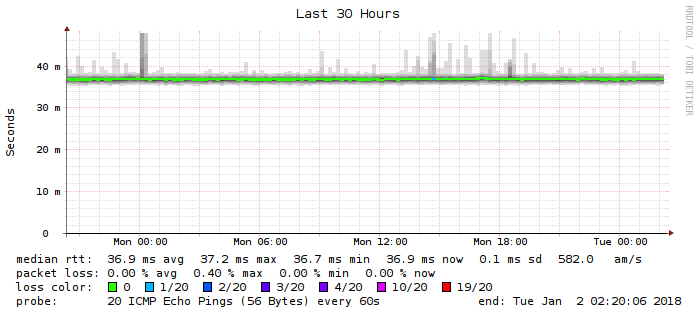 Last 30 Hours
RRDTOOL / TOBI OETIKER
Seconds
40 m
30 m
20 m
10 m
0
Mon 00:00 Mon 06:00 Mon 12:00 Mon 18:00 Tue 00:00
median rtt: 36.9 ms avg 37.2 ms max 36.7 ms min 36.9 ms now 0.1 ms sd 582.0 am/s
packet loss: 0.00 % avg 0.40 % max 0.00 % min 0.00 % now
loss color: 0 1/20 2/20 3/20 4/20 10/20 19/20
probe: 20 ICMP Echo Pings (56 Bytes) every 60s end: Tue Jan 2 02:20:06 2018